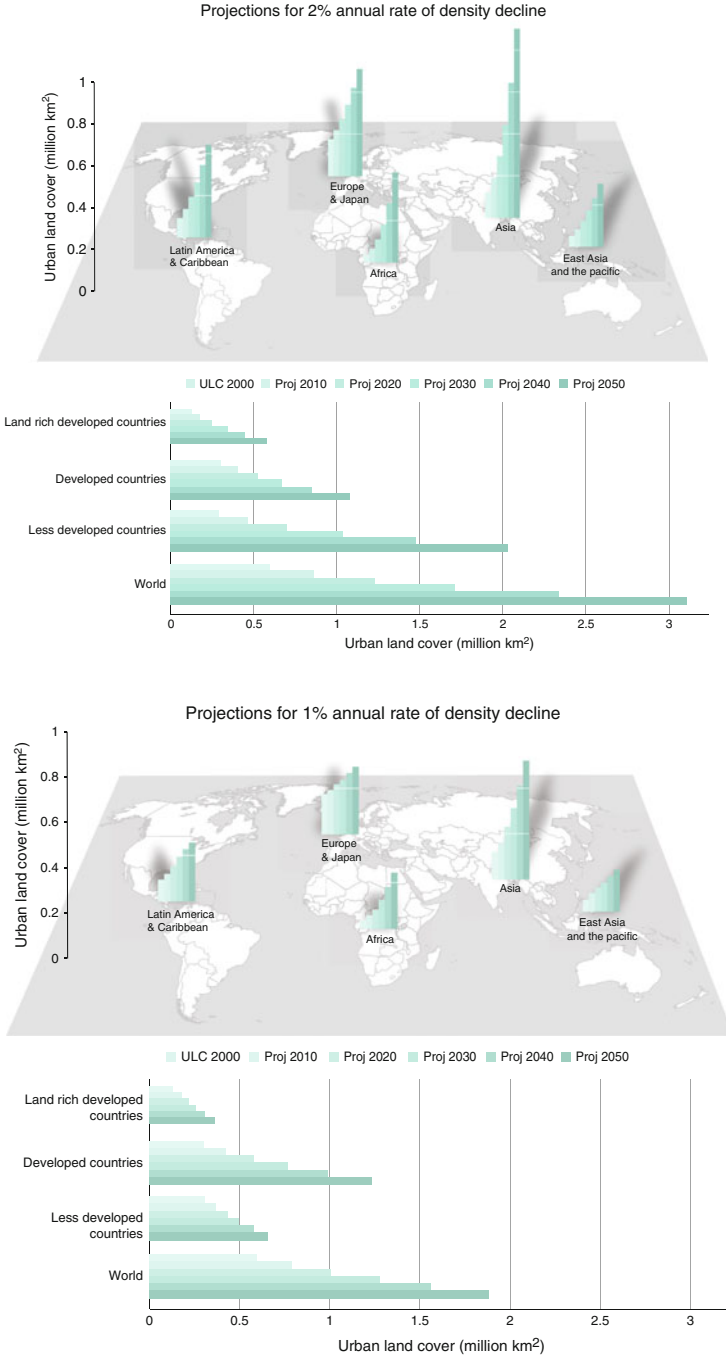 Projections for 2% annual rate of density decline
Urban land cover (million km²)
1
0.8
0.6
0.4
0.2
0
Europe
& Japan
Latin America
& Caribbean
Africa
Asia
East Asia
and the pacific
ULC 2000 Proj 2010 Proj 2020 Proj 2030 Proj 2040 Proj 2050
Land rich developed countries
Developed countries
Less developed countries
World
0 0.5 1 1.5 2 2.5 3
Urban land cover (million km²)
Projections for 1% annual rate of density decline
Urban land cover (million km²)
1
0.8
0.6
0.4
0.2
0
Europe
& Japan
Latin America
& Caribbean
Africa
Asia
East Asia
and the pacific
ULC 2000 Proj 2010 Proj 2020 Proj 2030 Proj 2040 Proj 2050
Land rich developed
countries
Developed countries
Less developed
countries
World
0 0.5 1 1.5 2 2.5 3
Urban land cover (million km²)